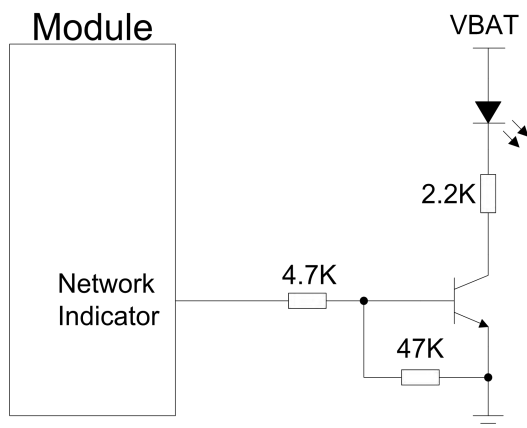 Module
VBAT
2.2K
4.7K
Network
Indicator
47K